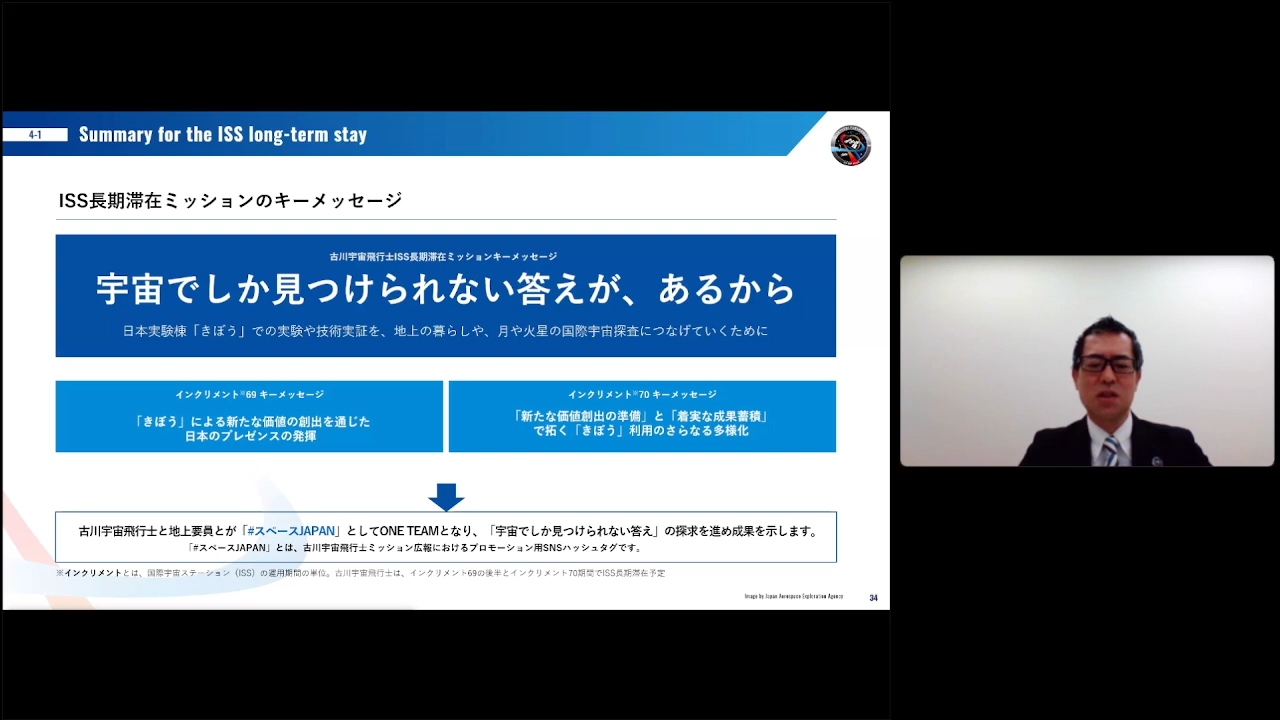 4-1
Summary for the ISS long-term stay
ISS長期滞在ミッションのキーメッセージ
古川宇宙飛行士ISS長期滞在ミッションキーメッセージ
宇宙でしか見つけられない答えが、あるから
日本実験棟「きぼう」での実験や技術実証を、地上の暮らしや、月や火星の国際宇宙探査につなげていくために
インクリメント※69 キーメッセージ
「きぼう」による新たな価値の創出を通じた
日本のプレゼンスの発揮
インクリメント※70 キーメッセージ
「新たな価値創出の準備」と「着実な成果蓄積」
で拓く「きぼう」利用のさらなる多様化
古川宇宙飛行士と地上要員とが「#スペースJAPAN」としてONE TEAMとなり、「宇宙でしか見つけられない答え」の探求を進め成果を示します。
「#スペースJAPAN」とは、古川宇宙飛行士ミッション広報におけるプロモーション用SNSハッシュタグです。
※インクリメントとは、国際宇宙ステーション（ISS）の運用期間の単位。古川宇宙飛行士は、インクリメント69の後半とインクリメント70期間でISS長期滞在予定
Image by Japan Aerospace Exploration Agency
34